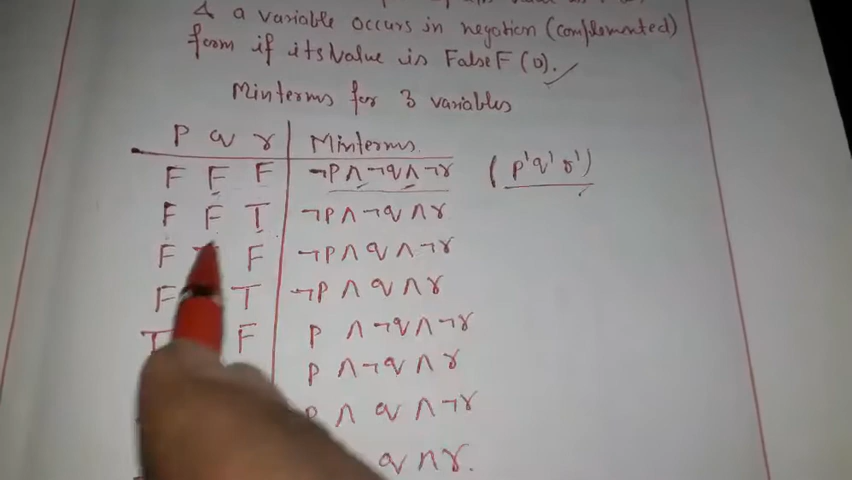 & a variable occurs in negation (complemented)
form if its value is False F (0).
Minterms for 3 variables
P q r Minterms
F F F ¬P ∧ ¬q ∧ ¬r (p' q' r')
F F T ¬P ∧ ¬q ∧ r
F F ¬P ∧ q ∧ ¬r
F T ¬P ∧ q ∧ r
T F P ∧ ¬q ∧ ¬r
P ∧ ¬q ∧ r
P ∧ q ∧ ¬r
q ∧ r.